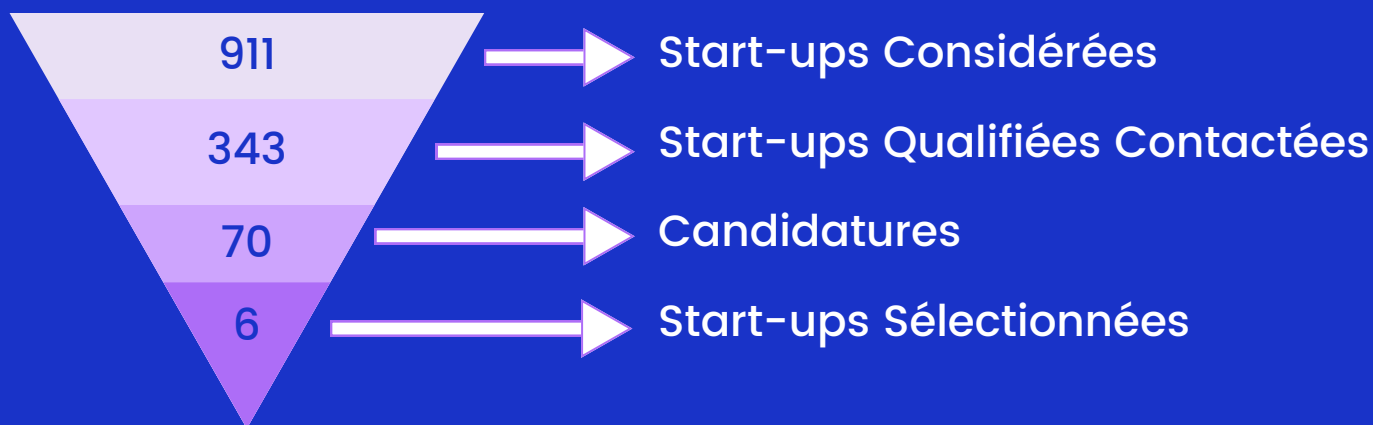 911
Start-ups Considérées
343
Start-ups Qualifiées Contactées
70
Candidatures
6
Start-ups Sélectionnées